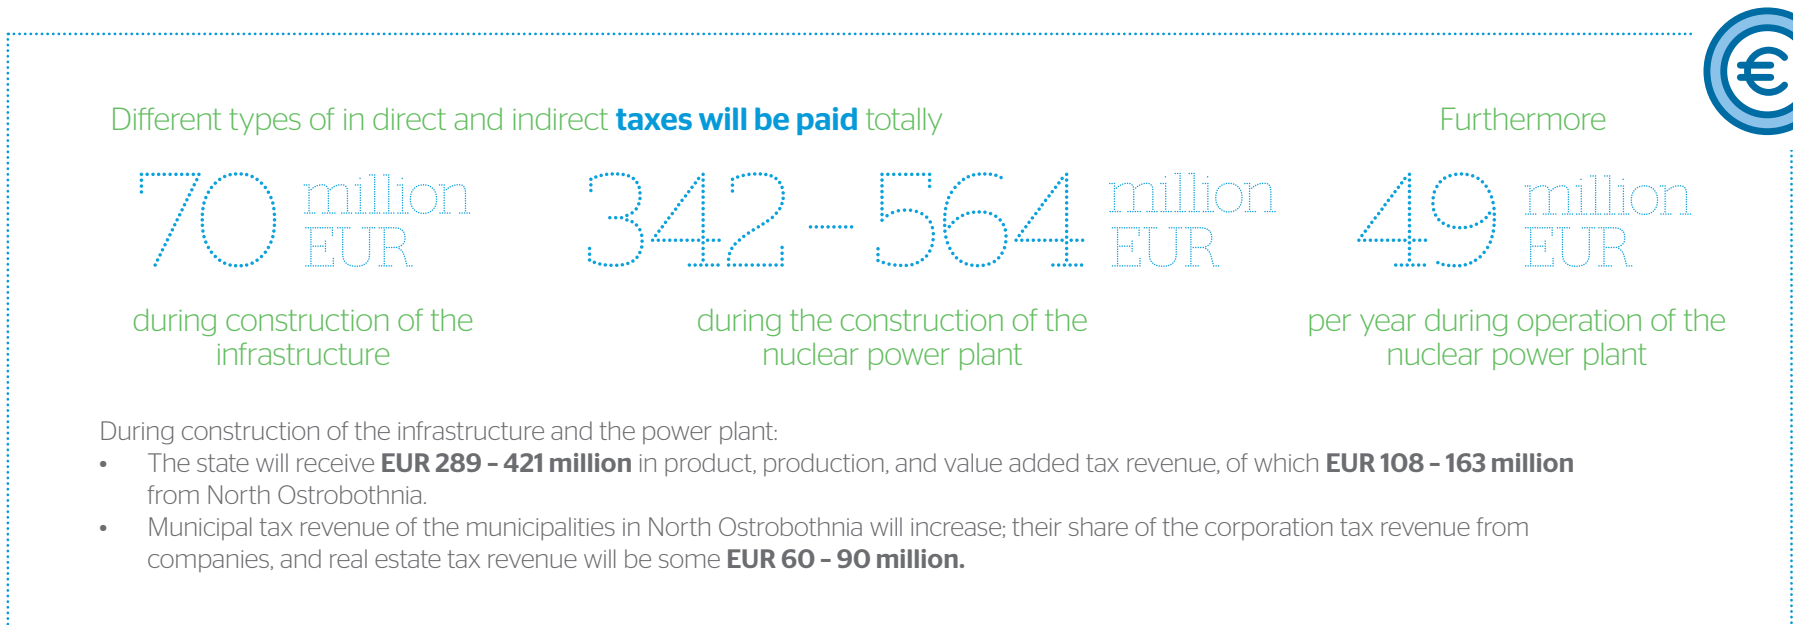 €
Different types of in direct and indirect taxes will be paid totally
Furthermore
70 million EUR
342 – 564 million EUR
49 million EUR
during construction of the
infrastructure
during the construction of the
nuclear power plant
per year during operation of the
nuclear power plant
During construction of the infrastructure and the power plant:
• The state will receive EUR 289 – 421 million in product, production, and value added tax revenue, of which EUR 108 – 163 million
from North Ostrobothnia.
• Municipal tax revenue of the municipalities in North Ostrobothnia will increase; their share of the corporation tax revenue from
companies, and real estate tax revenue will be some EUR 60 – 90 million.